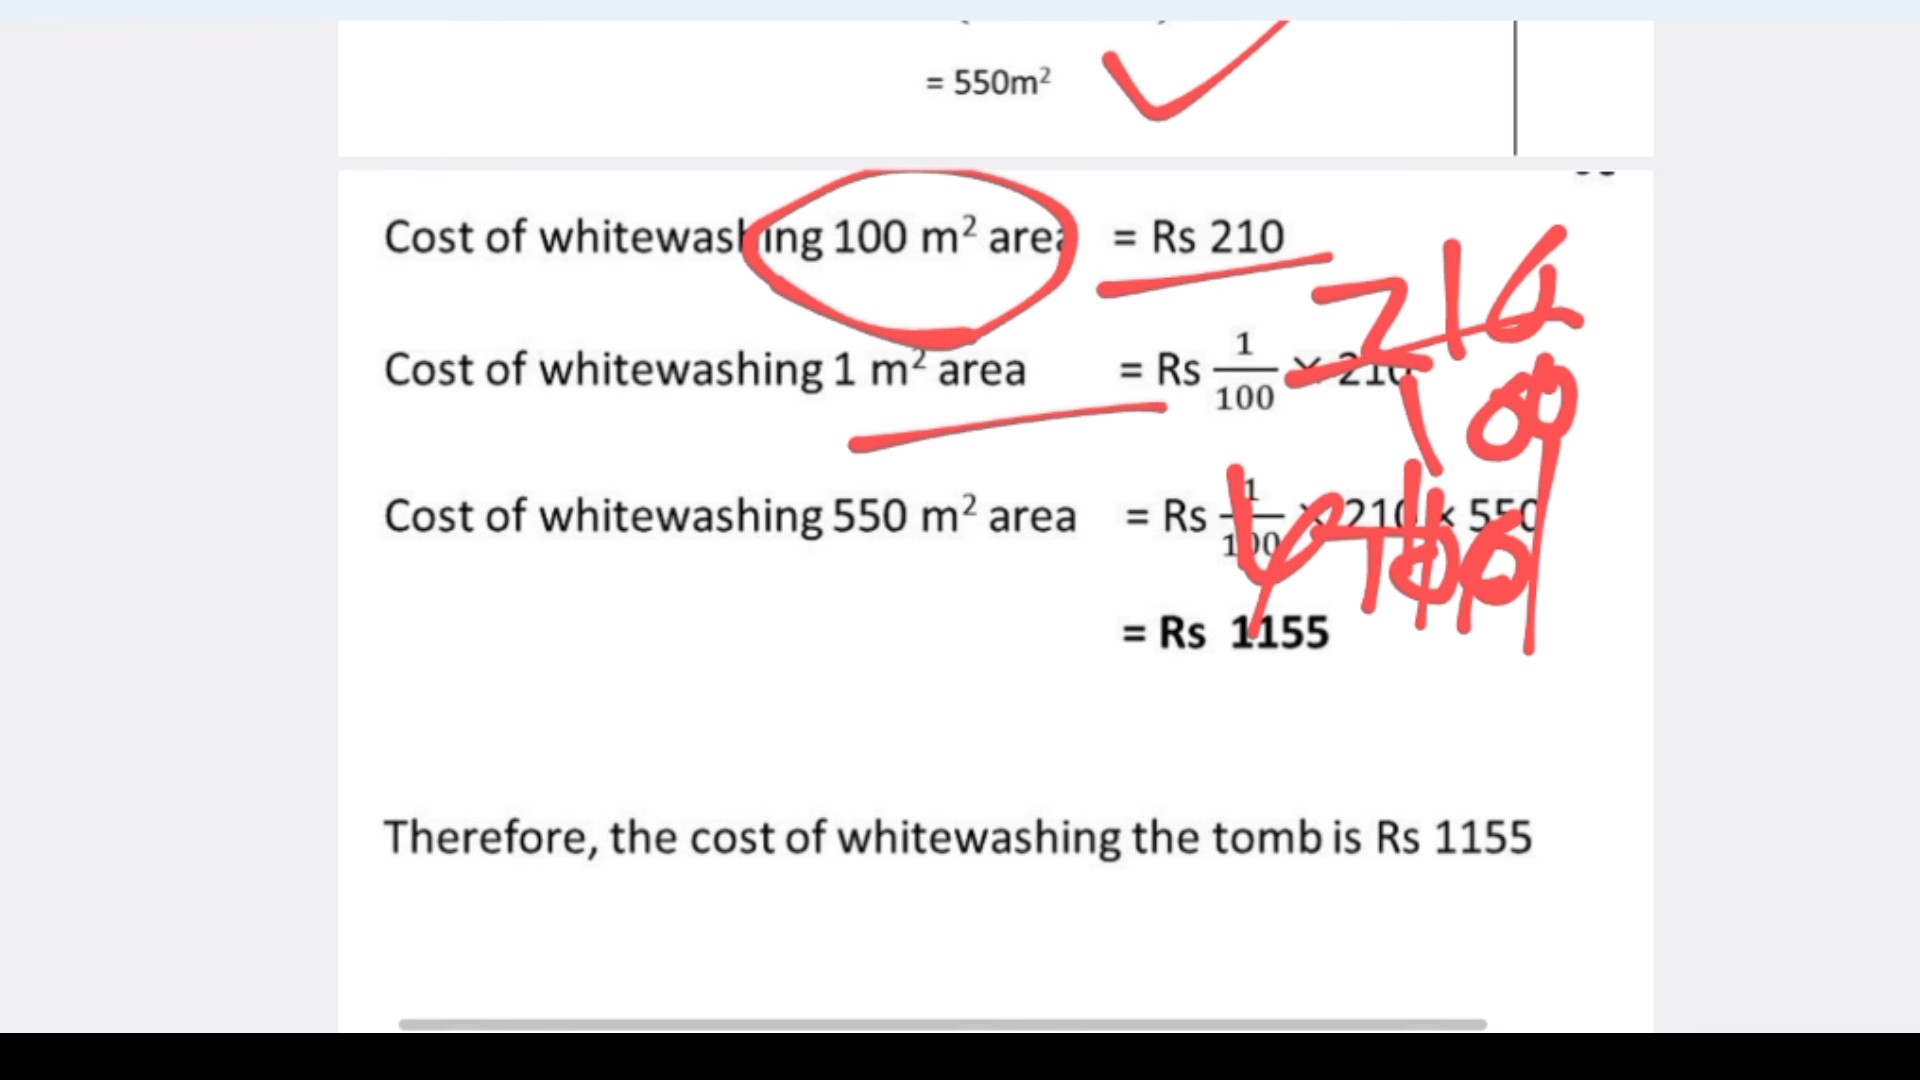 = 550m²
Cost of whitewashing 100 m² area = Rs 210
Cost of whitewashing 1 m² area = Rs 1/100 × 210
210
100
Cost of whitewashing 550 m² area = Rs 1/100 × 210 × 550
= Rs 1155
Therefore, the cost of whitewashing the tomb is Rs 1155